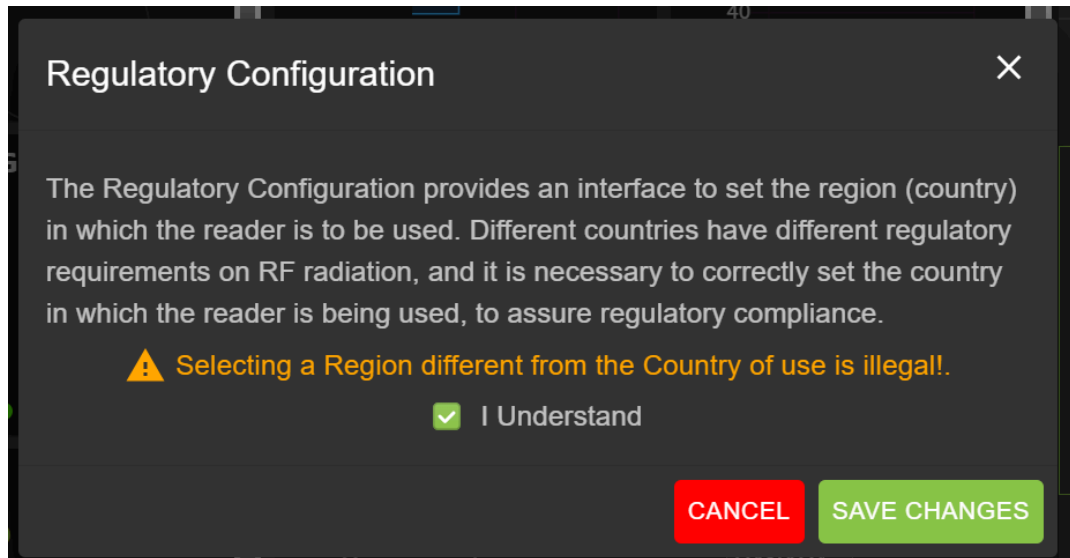 40
Regulatory Configuration
G
The Regulatory Configuration provides an interface to set the region (country)
in which the reader is to be used. Different countries have different regulatory
requirements on RF radiation, and it is necessary to correctly set the country
in which the reader is being used, to assure regulatory compliance.
Selecting a Region different from the Country of use is illegal!.
I Understand
CANCEL
SAVE CHANGES